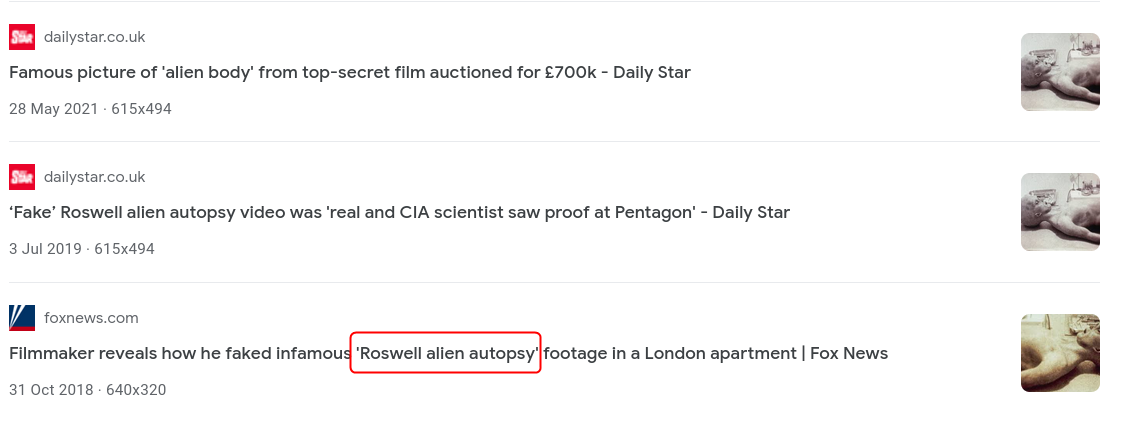 STAR
dailystar.co.uk
Famous picture of 'alien body' from top-secret film auctioned for £700k - Daily Star
28 May 2021 · 615x494
STAR
dailystar.co.uk
‘Fake’ Roswell alien autopsy video was 'real and CIA scientist saw proof at Pentagon' - Daily Star
3 Jul 2019 · 615x494
foxnews.com
Filmmaker reveals how he faked infamous 'Roswell alien autopsy' footage in a London apartment | Fox News
31 Oct 2018 · 640x320